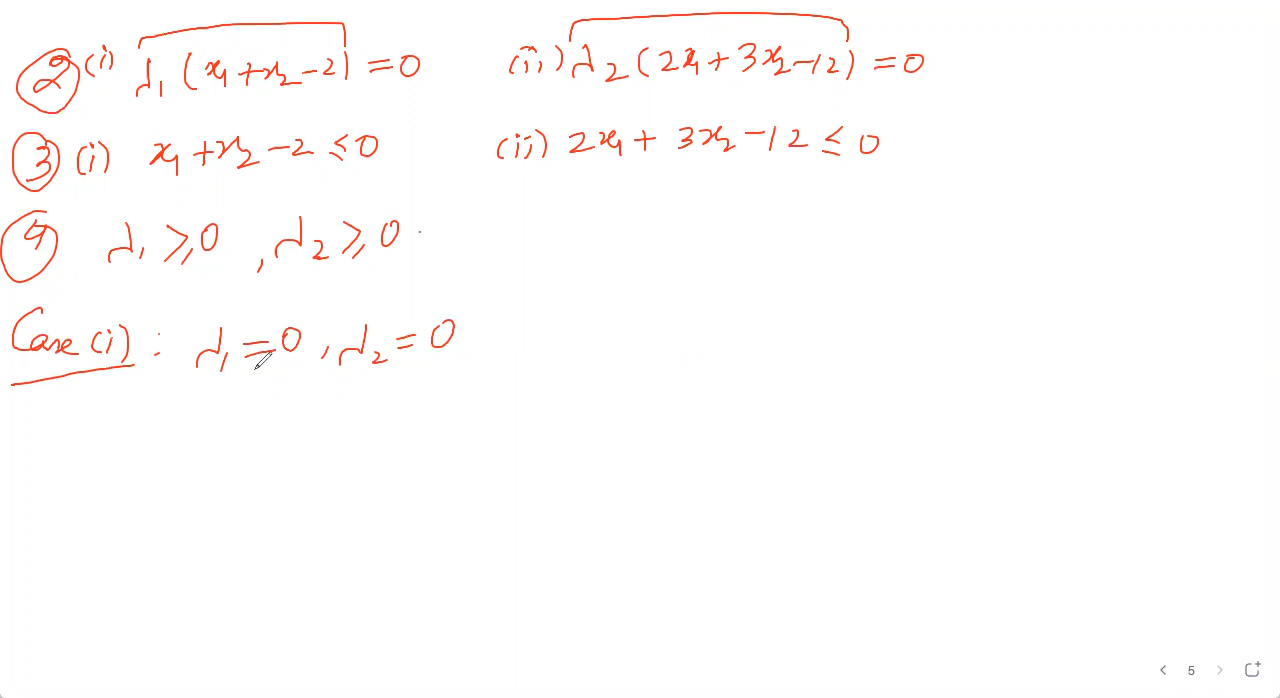 ② (i) λ₁ (x₁ + x₂ − 2) = 0 (ii) λ₂ (2x₁ + 3x₂ − 12) = 0
③ (i) x₁ + x₂ − 2 ≤ 0 (ii) 2x₁ + 3x₂ − 12 ≤ 0
④ λ₁ ≥ 0 , λ₂ ≥ 0
Case (i) : λ₁ = 0 , λ₂ = 0
5